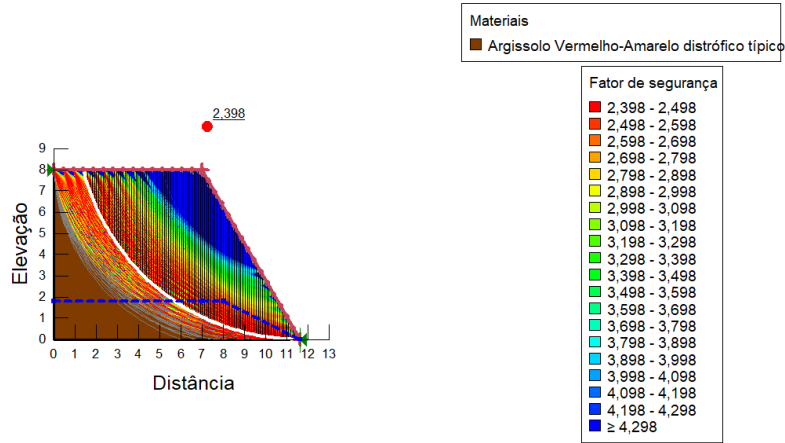 Materiais
Argissolo Vermelho-Amarelo distrófico típico
Fator de segurança
2,398 - 2,498
2,498 - 2,598
2,598 - 2,698
2,698 - 2,798
2,798 - 2,898
2,898 - 2,998
2,998 - 3,098
3,098 - 3,198
3,198 - 3,298
3,298 - 3,398
3,398 - 3,498
3,498 - 3,598
3,598 - 3,698
3,698 - 3,798
3,798 - 3,898
3,898 - 3,998
3,998 - 4,098
4,098 - 4,198
4,198 - 4,298
≥ 4,298
2,398
9
8
7
6
5
4
3
2
1
0
Elevação
0 1 2 3 4 5 6 7 8 9 10 11 12 13
Distância